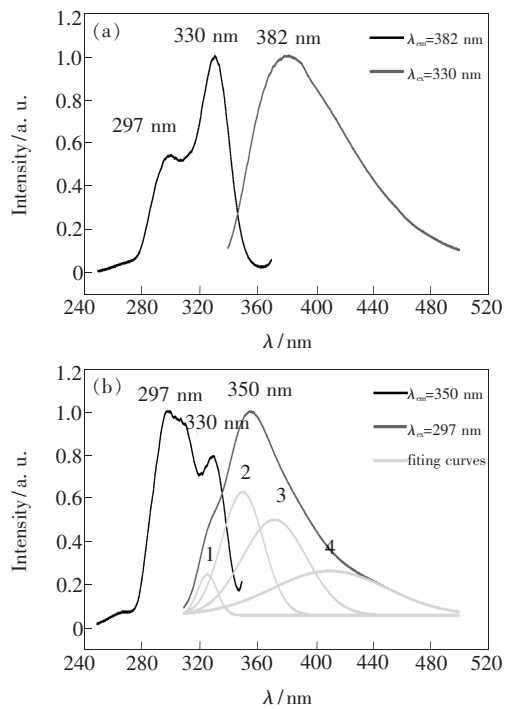 1.2
(a)
330 nm
382 nm
λem=382 nm
1.0
λex=330 nm
0.8
297 nm
0.6
0.4
0.2
0
Intensity/a. u.
240 280 320 360 400 440 480 520
λ/nm
1.2
(b)
297 nm
350 nm
λem=350 nm
1.0
330 nm
λex=297 nm
0.8
fiting curves
2
0.6
3
0.4
1
4
0.2
0
Intensity/a. u.
240 280 320 360 400 440 480 520
λ/nm